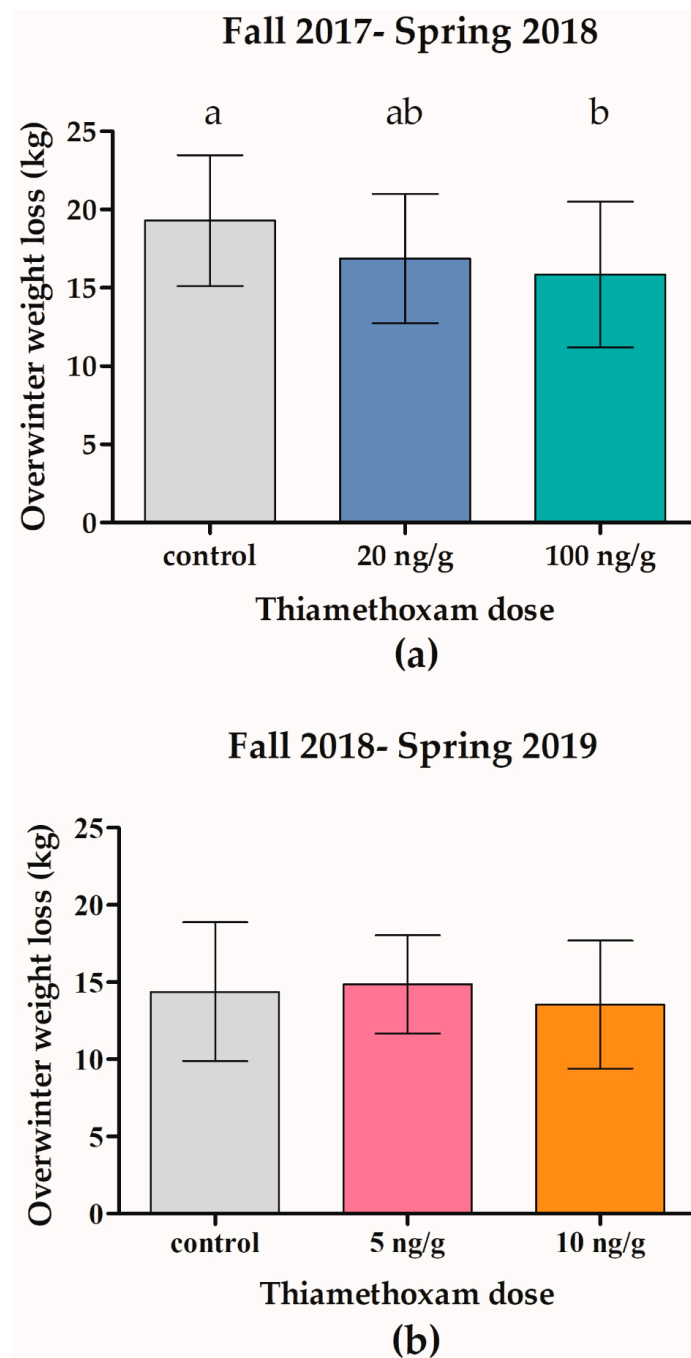 Fall 2017- Spring 2018
a ab b
Overwinter weight loss (kg)
25
20
15
10
5
0
control 20 ng/g 100 ng/g
Thiamethoxam dose
(a)
Fall 2018- Spring 2019
Overwinter weight loss (kg)
25
20
15
10
5
0
control 5 ng/g 10 ng/g
Thiamethoxam dose
(b)